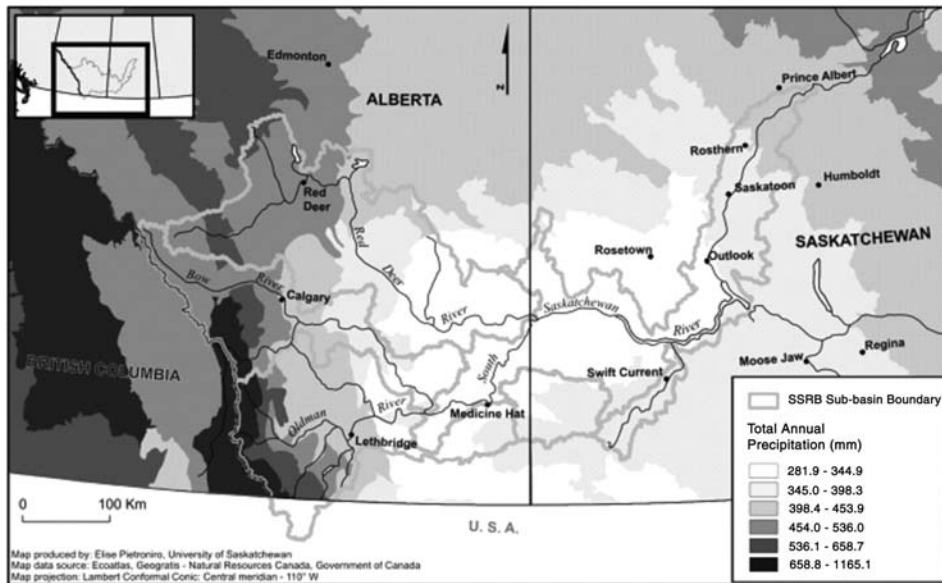 Edmonton
ALBERTA
N
Prince Albert
Rosthern
Red
Deer
Saskatoon
Humboldt
SASKATCHEWAN
Red
Deer
River
Rosetown
Outlook
Bow
River
Calgary
Saskatchewan
River
BRITISH COLUMBIA
South
Moose Jaw
Regina
Swift Current
Oldman
River
Medicine Hat
Lethbridge
0 100 Km
U. S. A.
SSRB Sub-basin Boundary
Total Annual
Precipitation (mm)
281.9 - 344.9
345.0 - 398.3
398.4 - 453.9
454.0 - 536.0
536.1 - 658.7
658.8 - 1165.1
Map produced by: Elise Pietroniro, University of Saskatchewan
Map data source: Ecoatlas, Geogratis - Natural Resources Canada, Government of Canada
Map projection: Lambert Conformal Conic: Central meridian - 110° W